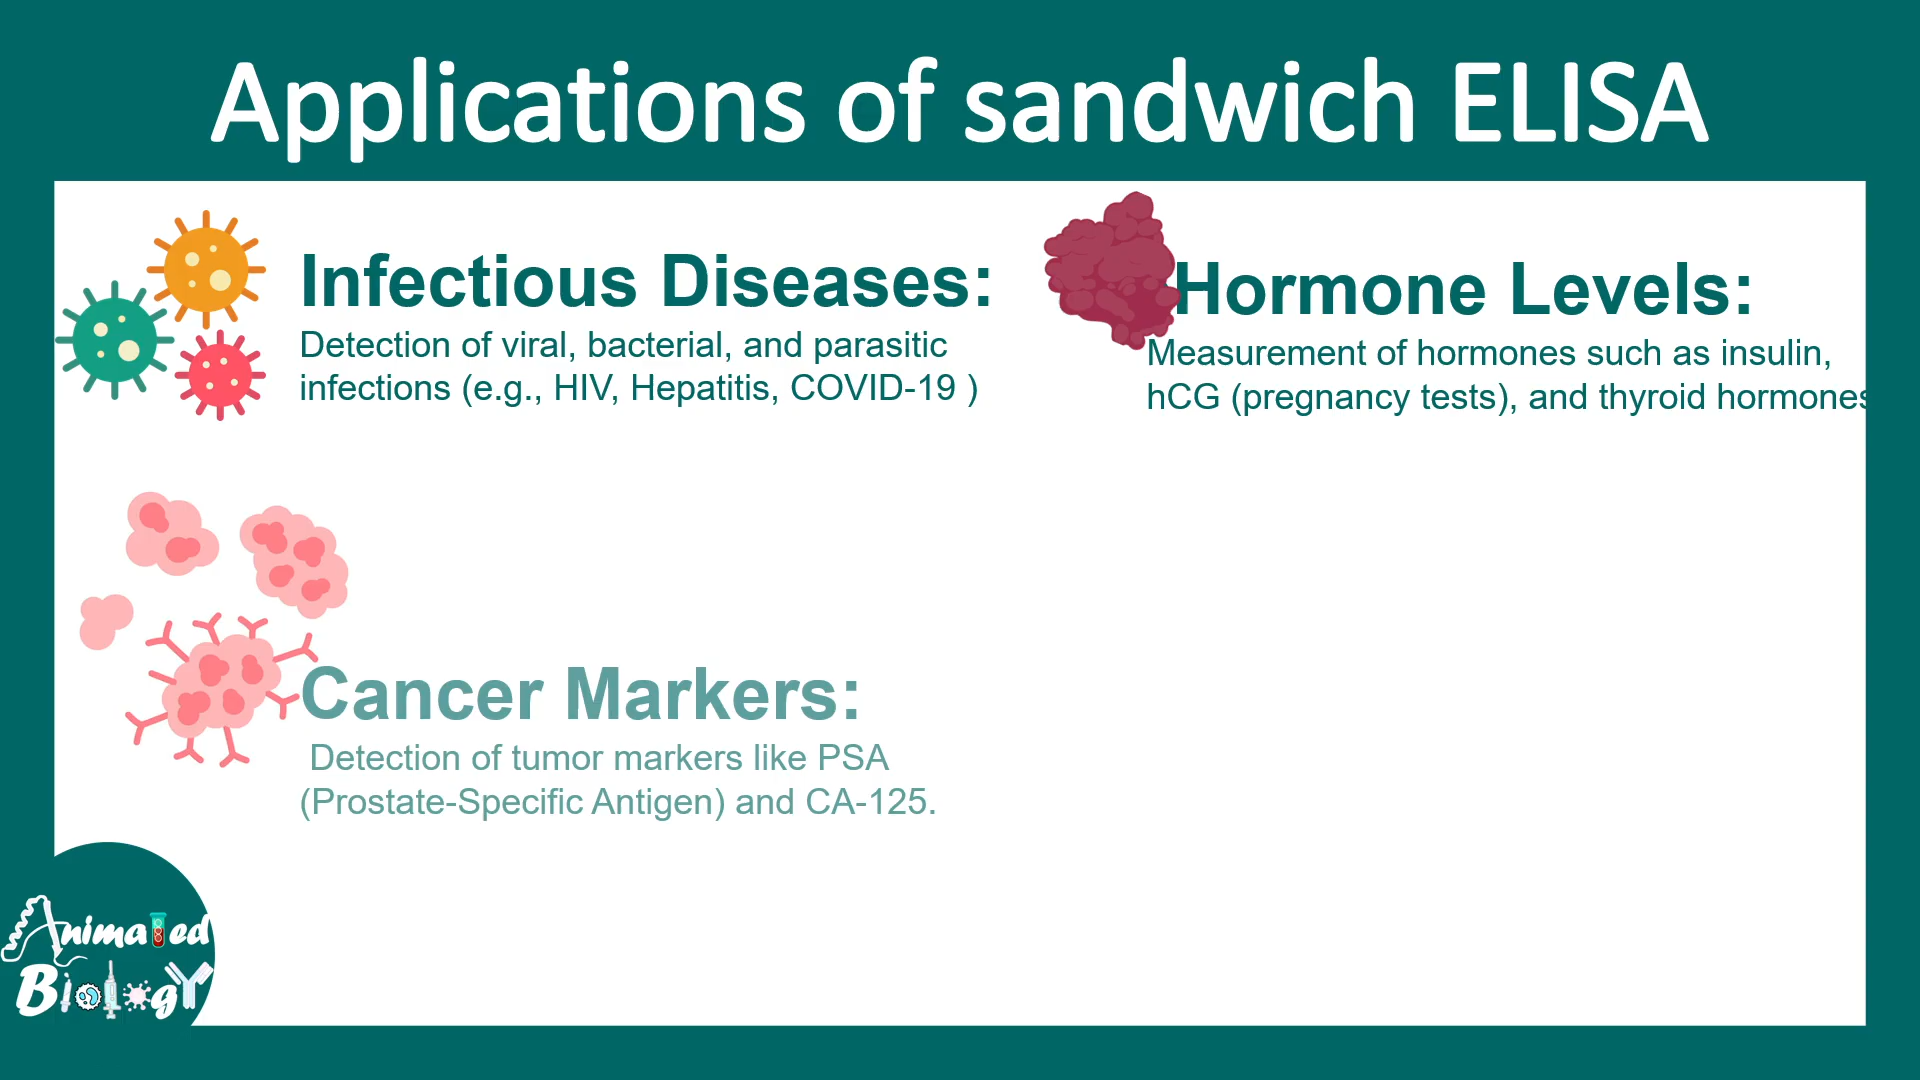 Applications of sandwich ELISA
Infectious Diseases:
Detection of viral, bacterial, and parasitic
infections (e.g., HIV, Hepatitis, COVID-19 )
Hormone Levels:
Measurement of hormones such as insulin,
hCG (pregnancy tests), and thyroid hormones
Cancer Markers:
Detection of tumor markers like PSA
(Prostate-Specific Antigen) and CA-125.
Animated
Biology